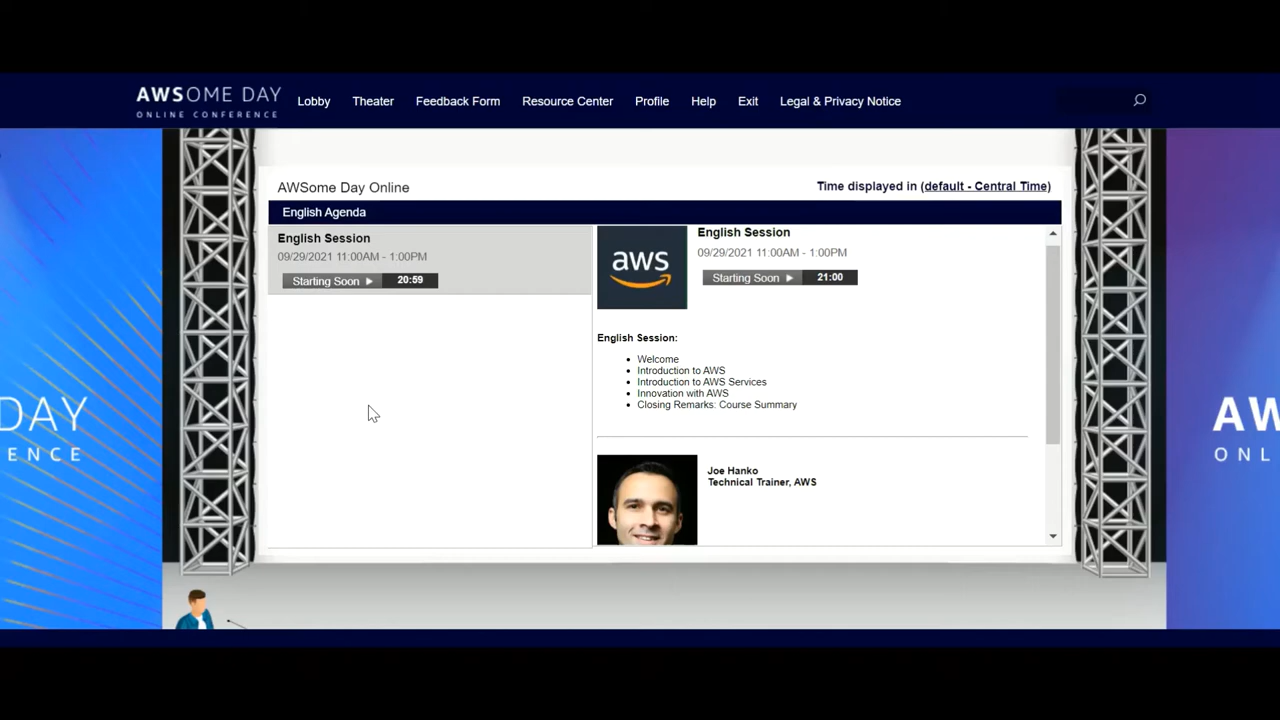 AWSOME DAY
ONLINE CONFERENCE
Lobby Theater Feedback Form Resource Center Profile Help Exit Legal & Privacy Notice
AWSome Day Online
Time displayed in (default - Central Time)
English Agenda
English Session
09/29/2021 11:00AM - 1:00PM
Starting Soon 20:59
aws
English Session
09/29/2021 11:00AM - 1:00PM
Starting Soon 21:00
English Session:
Welcome
Introduction to AWS
Introduction to AWS Services
Innovation with AWS
Closing Remarks: Course Summary
Joe Hanko
Technical Trainer, AWS
DAY
ENCE
AW
ONL